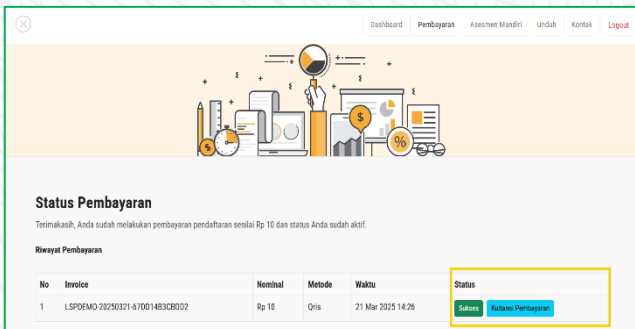 Dashboard Pembayaran Asesmen Mandiri Unduh Kontak Logout
$
%
Status Pembayaran
Terimakasih, Anda sudah melakukan pembayaran pendaftaran senilai Rp 10 dan status Anda sudah aktif.
Riwayat Pembayaran
No Invoice Nominal Metode Waktu Status
1 LSPDEMO-20250321-67DD14B3CBDD2 Rp 10 Qris 21 Mar 2025 14:26 Sukses Kuitansi Pembayaran